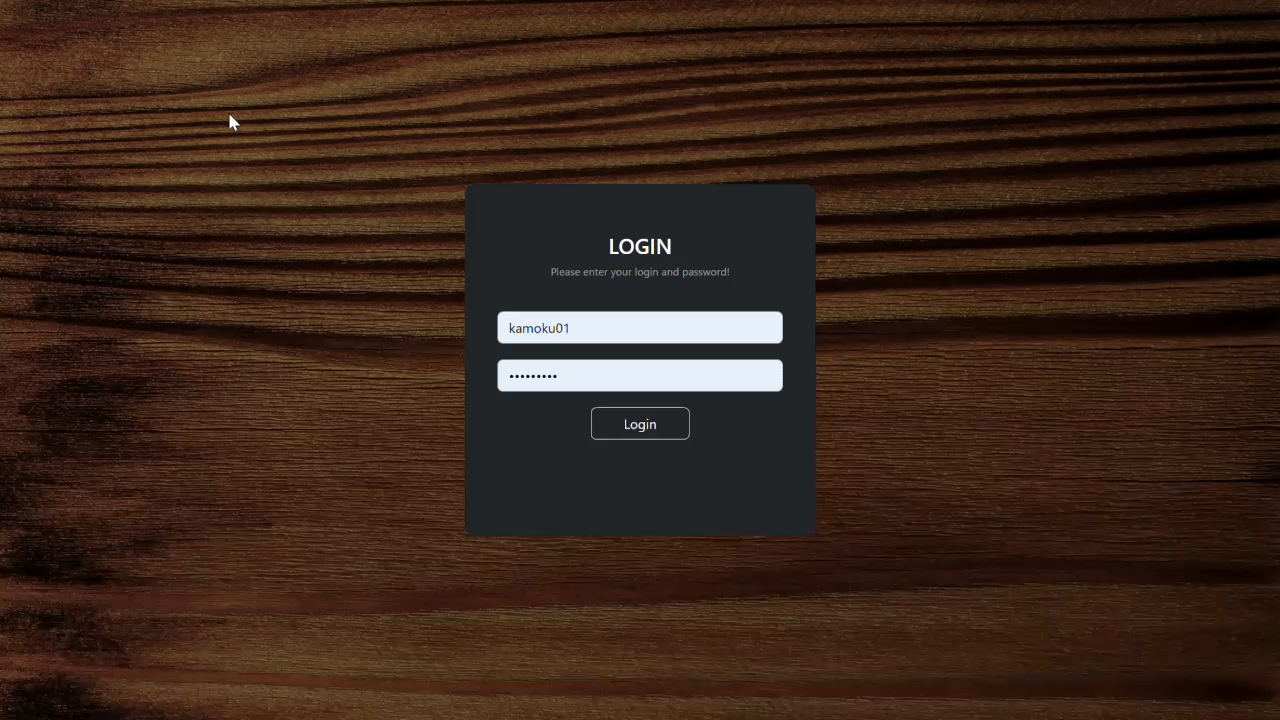 LOGIN
Please enter your login and password!
kamoku01
•••••••••
Login